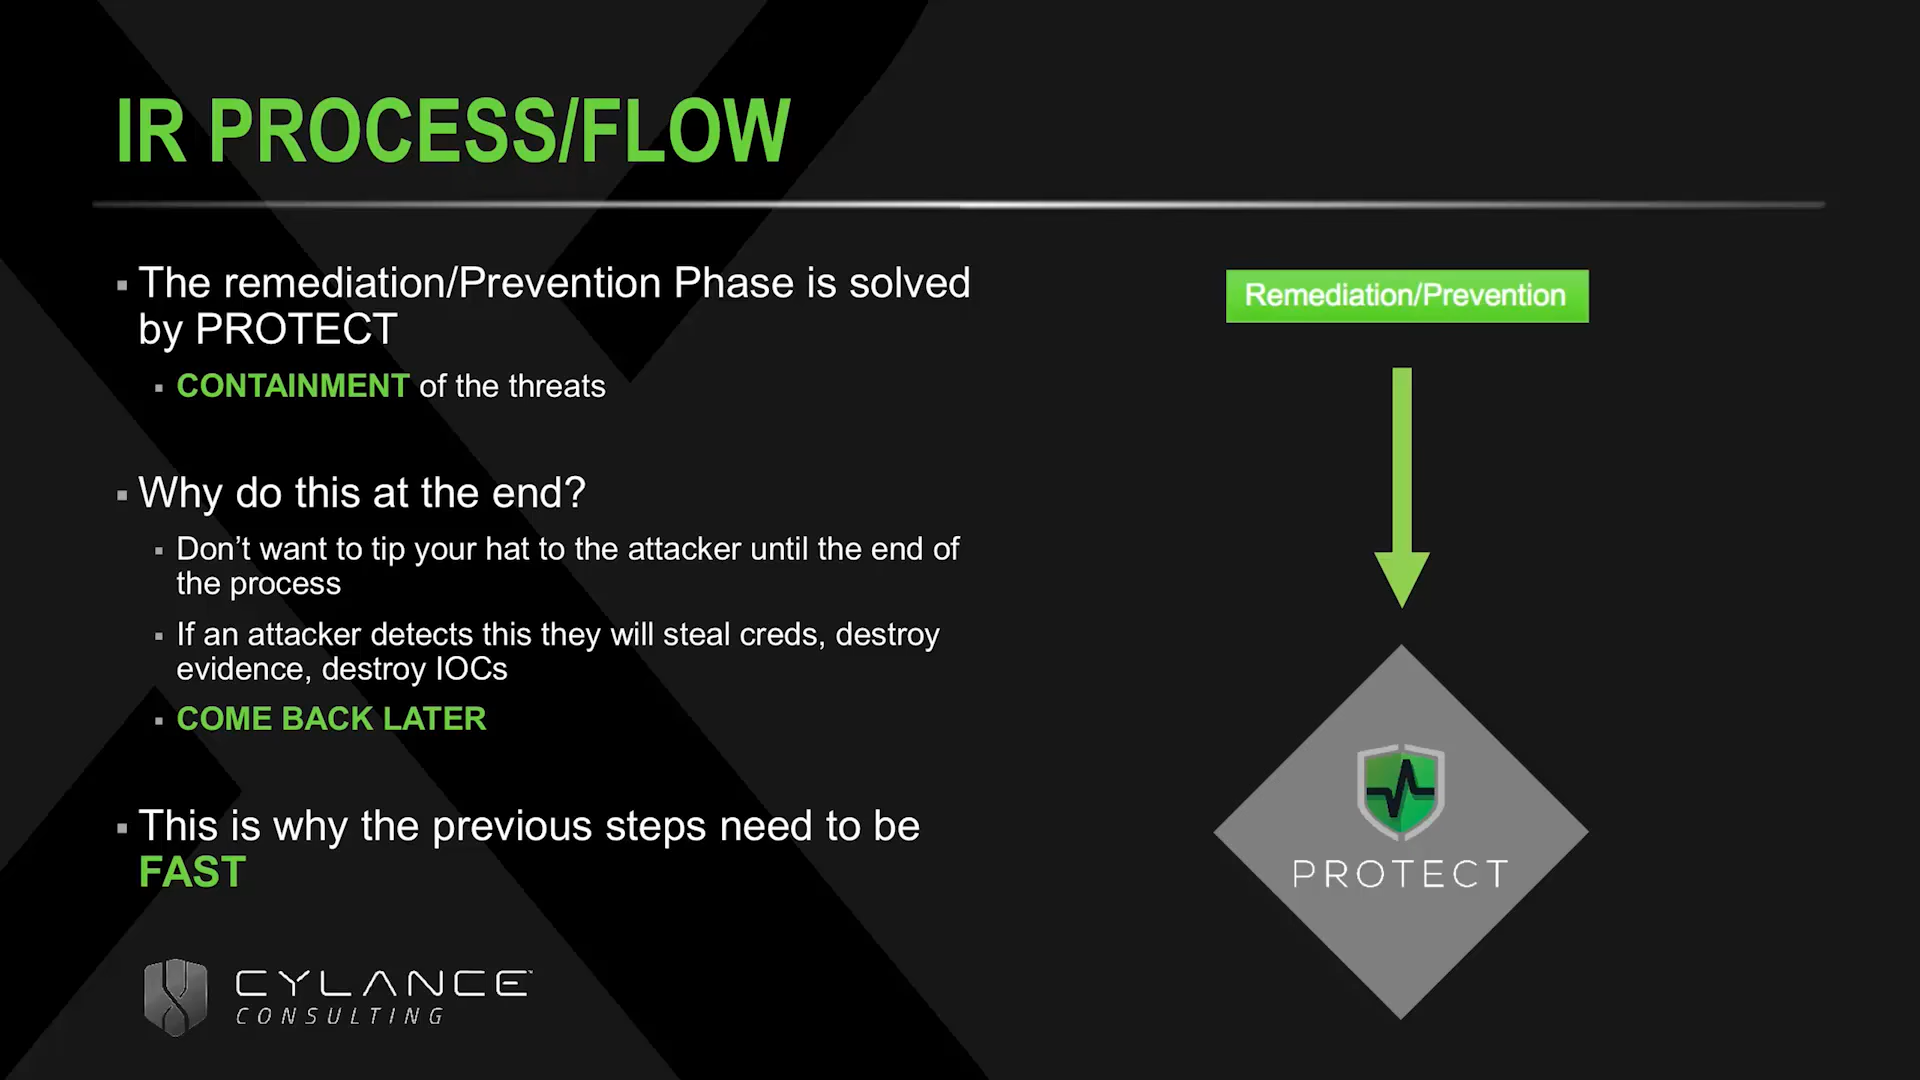 IR PROCESS/FLOW
▪ The remediation/Prevention Phase is solved
by PROTECT
▪ CONTAINMENT of the threats
▪ Why do this at the end?
▪ Don’t want to tip your hat to the attacker until the end of
the process
▪ If an attacker detects this they will steal creds, destroy
evidence, destroy IOCs
▪ COME BACK LATER
▪ This is why the previous steps need to be
FAST
Remediation/Prevention
PROTECT
CYLANCE™
CONSULTING